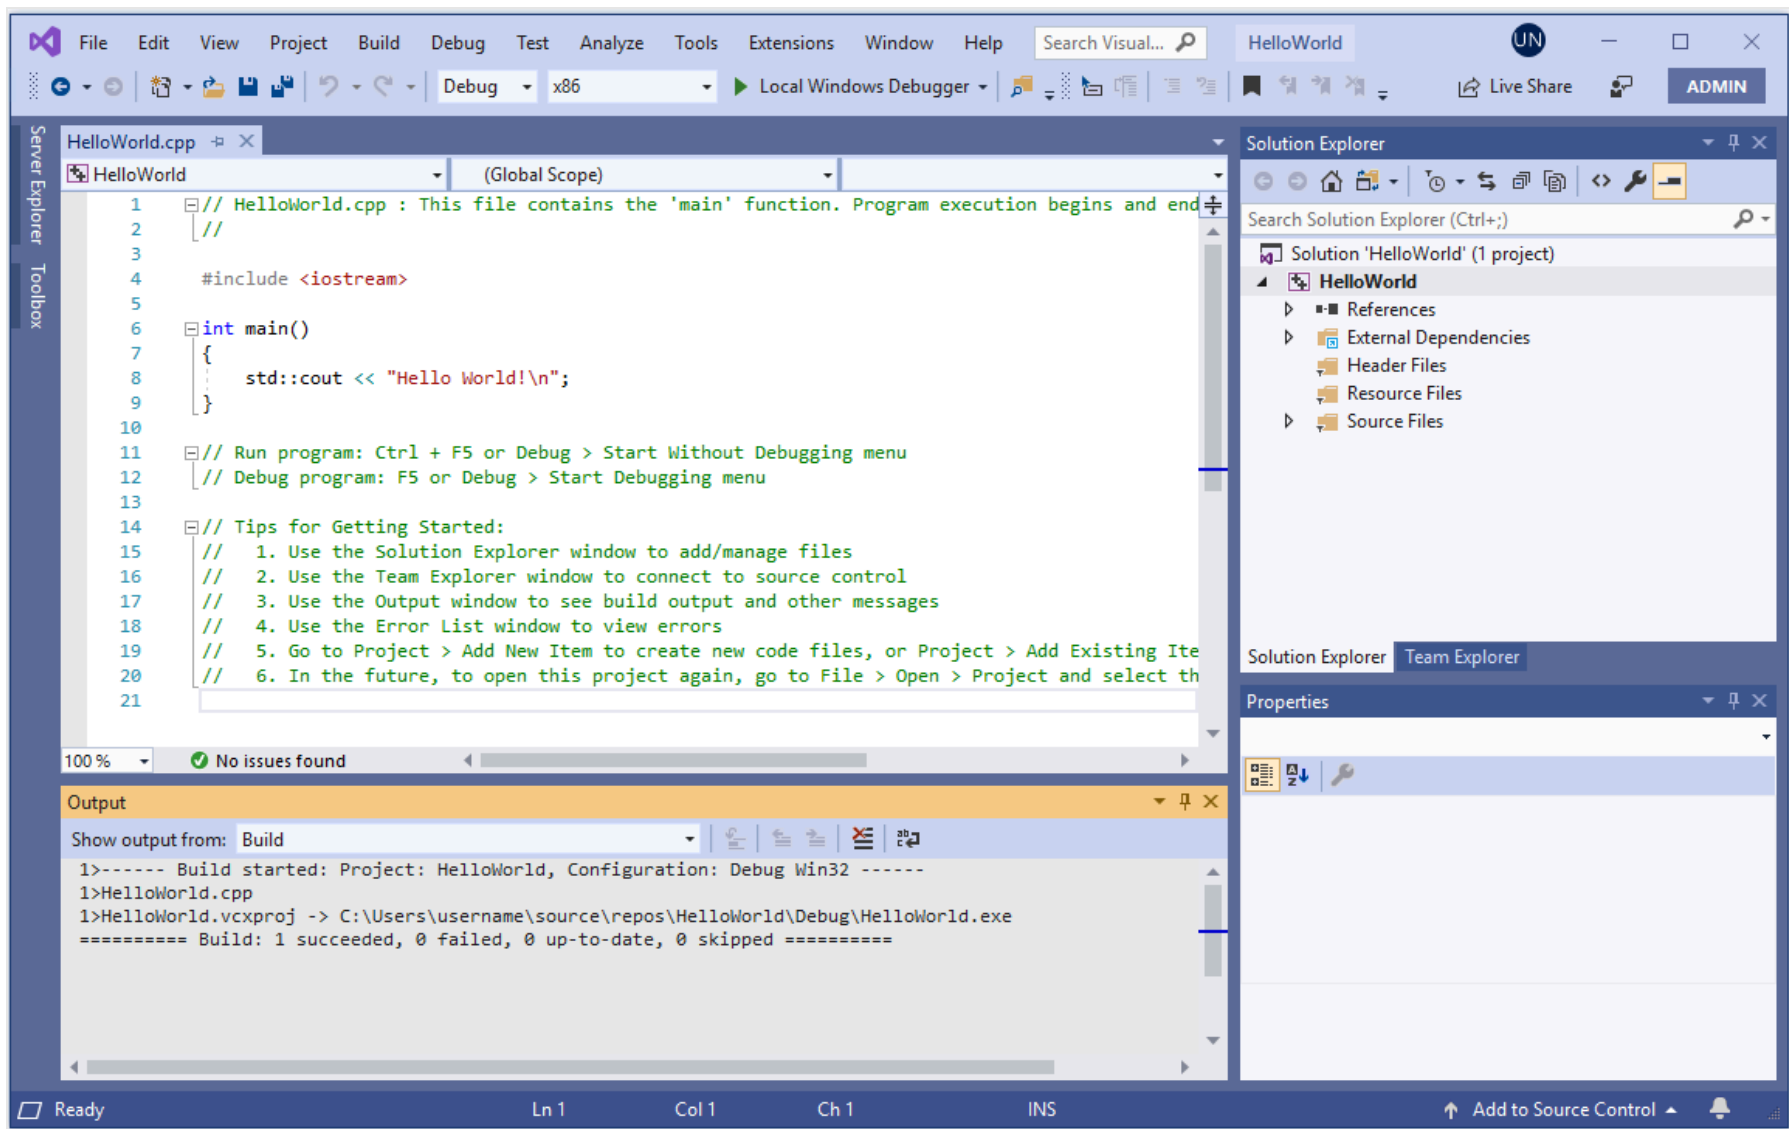 File Edit View Project Build Debug Test Analyze Tools Extensions Window Help Search Visual... HelloWorld UN
Debug x86 Local Windows Debugger Live Share ADMIN
Server Explorer
Toolbox
HelloWorld.cpp
HelloWorld (Global Scope)
1 // HelloWorld.cpp : This file contains the 'main' function. Program execution begins and end
2 //
3
4 #include <iostream>
5
6 int main()
7 {
8 std::cout << "Hello World!\n";
9 }
10
11 // Run program: Ctrl + F5 or Debug > Start Without Debugging menu
12 // Debug program: F5 or Debug > Start Debugging menu
13
14 // Tips for Getting Started:
15 //   1. Use the Solution Explorer window to add/manage files
16 //   2. Use the Team Explorer window to connect to source control
17 //   3. Use the Output window to see build output and other messages
18 //   4. Use the Error List window to view errors
19 //   5. Go to Project > Add New Item to create new code files, or Project > Add Existing Ite
20 //   6. In the future, to open this project again, go to File > Open > Project and select th
21
100 % No issues found
Output
Show output from: Build
1>------ Build started: Project: HelloWorld, Configuration: Debug Win32 ------
1>HelloWorld.cpp
1>HelloWorld.vcxproj -> C:\Users\username\source\repos\HelloWorld\Debug\HelloWorld.exe
========== Build: 1 succeeded, 0 failed, 0 up-to-date, 0 skipped ==========
Solution Explorer
Search Solution Explorer (Ctrl+;)
Solution 'HelloWorld' (1 project)
HelloWorld
References
External Dependencies
Header Files
Resource Files
Source Files
Solution Explorer Team Explorer
Properties
Ready Ln 1 Col 1 Ch 1 INS Add to Source Control